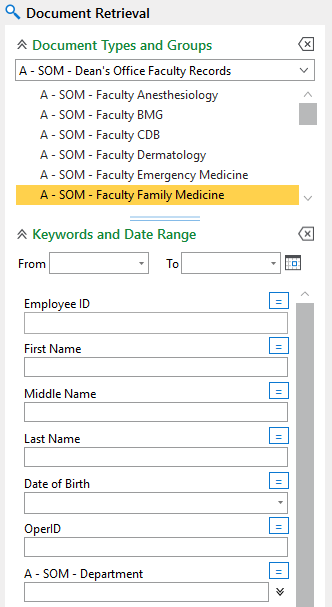 Document Retrieval
Document Types and Groups
A - SOM - Dean's Office Faculty Records
A - SOM - Faculty Anesthesiology
A - SOM - Faculty BMG
A - SOM - Faculty CDB
A - SOM - Faculty Dermatology
A - SOM - Faculty Emergency Medicine
A - SOM - Faculty Family Medicine
Keywords and Date Range
From To
Employee ID =
First Name =
Middle Name =
Last Name =
Date of Birth =
OperID =
A - SOM - Department =